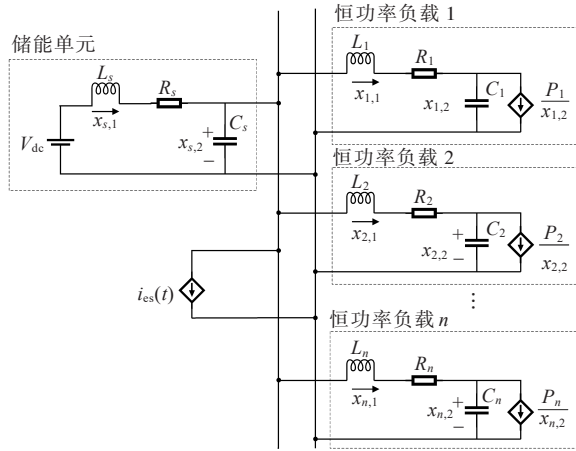 储能单元
L_s
R_s
x_{s,1}
V_dc
x_{s,2}
+
−
C_s
i_es(t)
恒功率负载 1
L_1
R_1
x_{1,1}
x_{1,2}
C_1
P_1
x_{1,2}
恒功率负载 2
L_2
R_2
x_{2,1}
x_{2,2}
+
−
C_2
P_2
x_{2,2}
⋮
恒功率负载 n
L_n
R_n
x_{n,1}
x_{n,2}
+
−
C_n
P_n
x_{n,2}